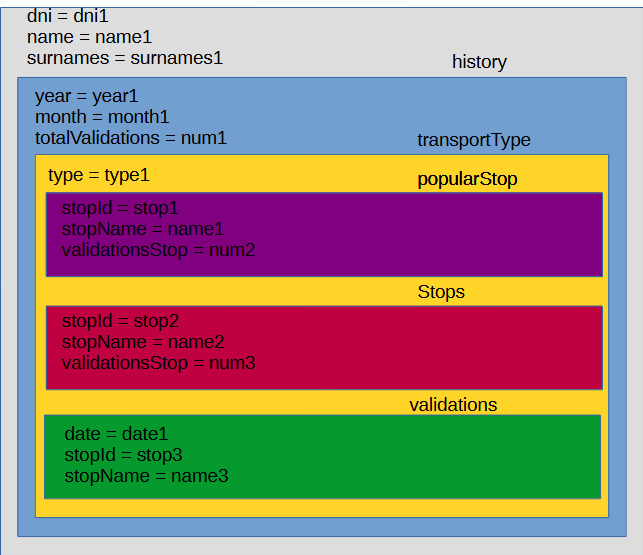 dni = dni1
name = name1
surnames = surnames1
history
year = year1
month = month1
totalValidations = num1
transportType
type = type1
popularStop
stopId = stop1
stopName = name1
validationsStop = num2
Stops
stopId = stop2
stopName = name2
validationsStop = num3
validations
date = date1
stopId = stop3
stopName = name3